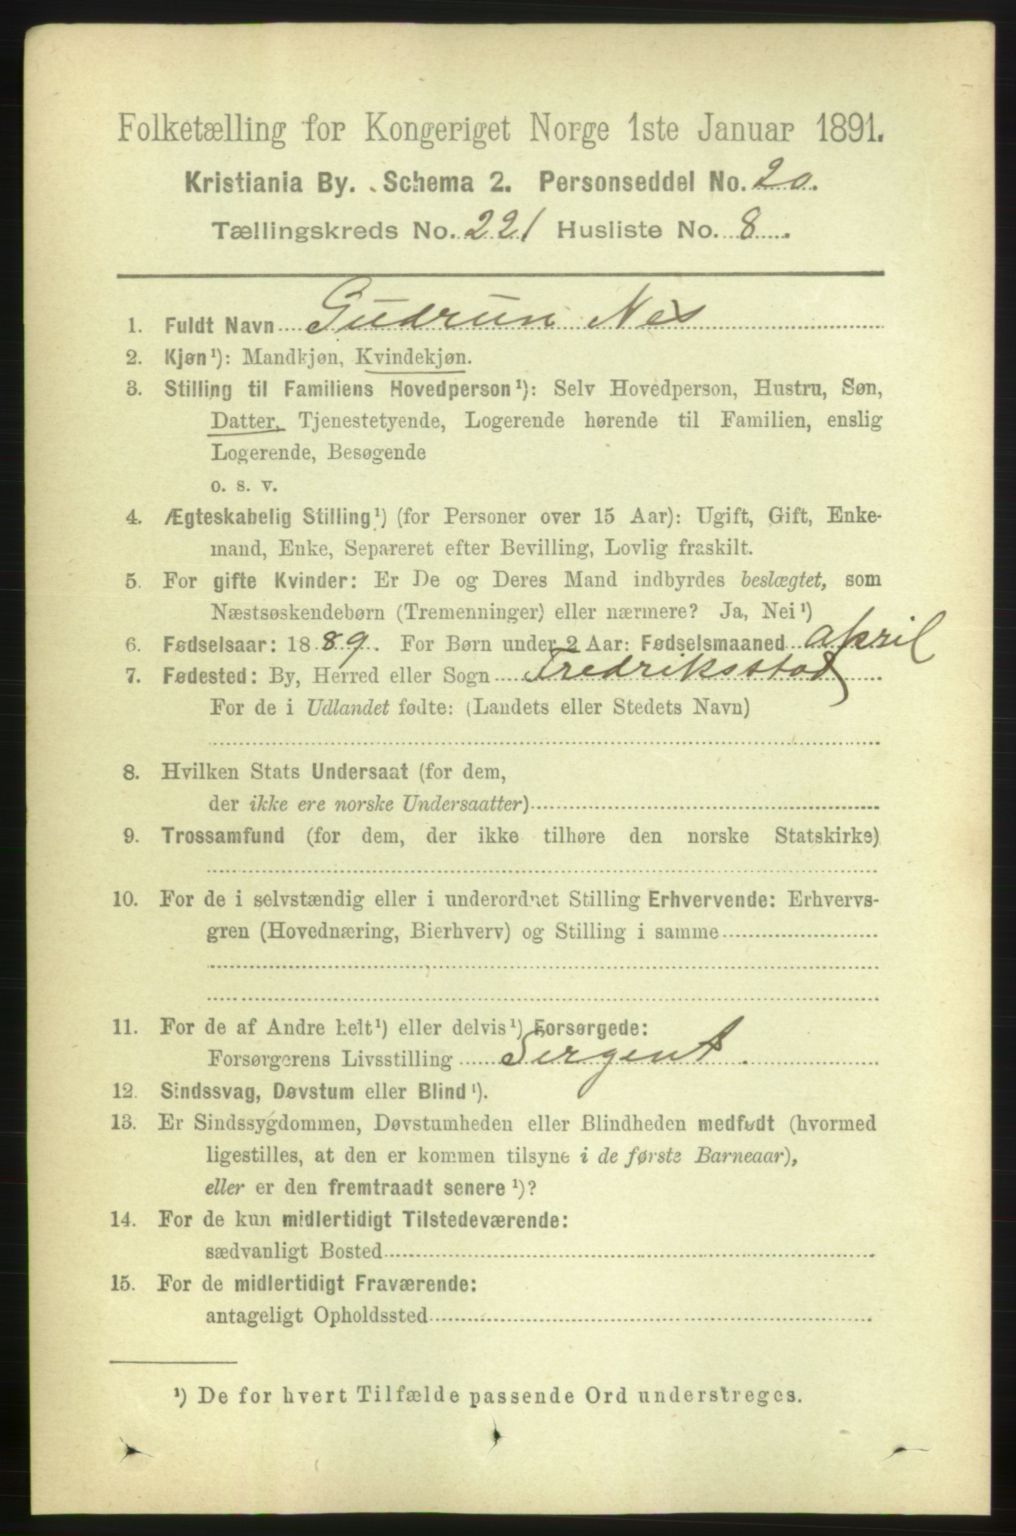 Folketælling for Kongeriget Norge 1ste Januar 1891.
Kristiania By. Schema 2. Personseddel No. 20.
Tællingskreds No. 221 Husliste No. 8.
1. Fuldt Navn Gudrun Nes
2. Kjøn¹): Mandkjøn, Kvindekjøn.
3. Stilling til Familiens Hovedperson¹): Selv Hovedperson, Hustru, Søn,
Datter, Tjenestetyende, Logerende hørende til Familien, enslig
Logerende, Besøgende
o. s. v.
4. Ægteskabelig Stilling¹) (for Personer over 15 Aar): Ugift, Gift, Enke-
mand, Enke, Separeret efter Bevilling, Lovlig fraskilt.
5. For gifte Kvinder: Er De og Deres Mand indbyrdes beslægtet, som
Næstsøskendebørn (Tremenninger) eller nærmere? Ja, Nei¹)
6. Fødselsaar: 1889. For Børn under 2 Aar: Fødselsmaaned april
7. Fødested: By, Herred eller Sogn Fredriksstad
For de i Udlandet fødte: (Landets eller Stedets Navn)
8. Hvilken Stats Undersaat (for dem,
der ikke ere norske Undersaatter)
9. Trossamfund (for dem, der ikke tilhøre den norske Statskirke)
10. For de i selvstændig eller i underordnet Stilling Erhvervende: Erhvervs-
gren (Hovednæring, Bierhverv) og Stilling i samme
11. For de af Andre helt¹) eller delvis¹) Forsørgede:
Forsørgerens Livsstilling Sergent.
12. Sindssvag, Døvstum eller Blind¹).
13. Er Sindssygdommen, Døvstumheden eller Blindheden medfødt (hvormed
ligestilles, at den er kommen tilsyne i de første Barneaar),
eller er den fremtraadt senere¹)?
14. For de kun midlertidigt Tilstedeværende:
sædvanligt Bosted
15. For de midlertidigt Fraværende:
antageligt Opholdssted
¹) De for hvert Tilfælde passende Ord understreges.